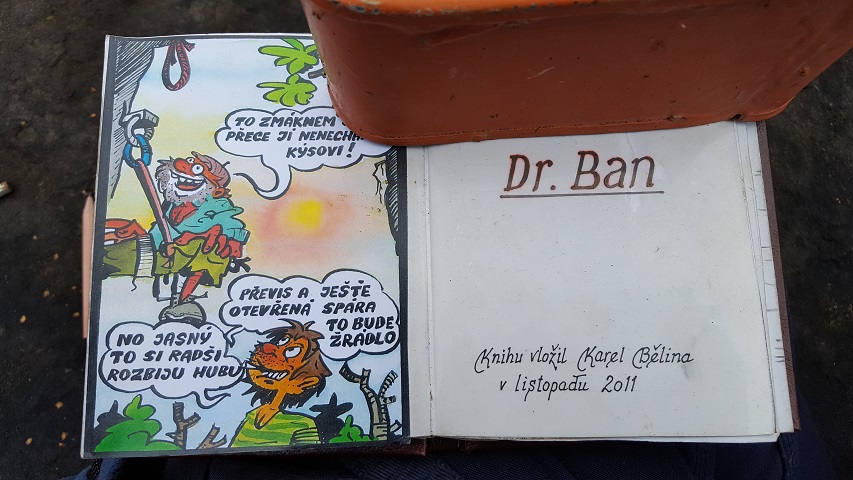 TO ZMÁKNEM
PŘECE JÍ NENECHÁ
KÝSOVI!
PŘEVIS A JEŠTĚ
OTEVŘENÁ SPÁRA
TO BUDE
ŽRÁDLO
NO JASNÝ
TO SI RADŠI
ROZBIJU HUBU
Dr. Ban
Knihu vložil Karel Bělina
v listopadu 2011